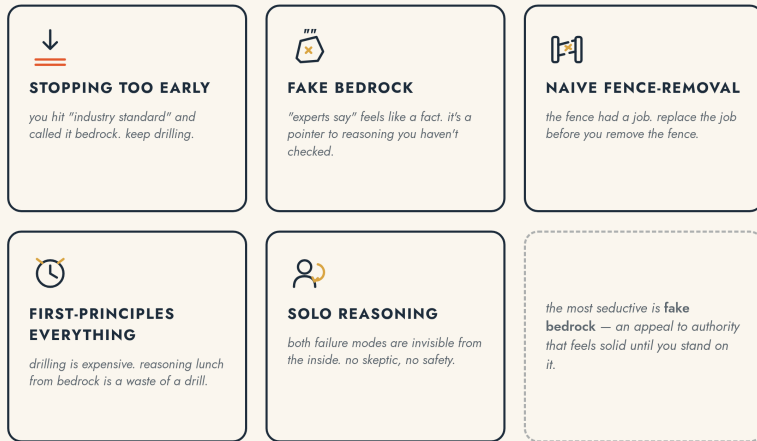 STOPPING TOO EARLY
you hit "industry standard" and
called it bedrock. keep drilling.
""
FAKE BEDROCK
"experts say" feels like a fact. it's a
pointer to reasoning you haven't
checked.
NAIVE FENCE-REMOVAL
the fence had a job. replace the job
before you remove the fence.
FIRST-PRINCIPLES
EVERYTHING
drilling is expensive. reasoning lunch
from bedrock is a waste of a drill.
SOLO REASONING
both failure modes are invisible from
the inside. no skeptic, no safety.
the most seductive is fake
bedrock — an appeal to authority
that feels solid until you stand on
it.